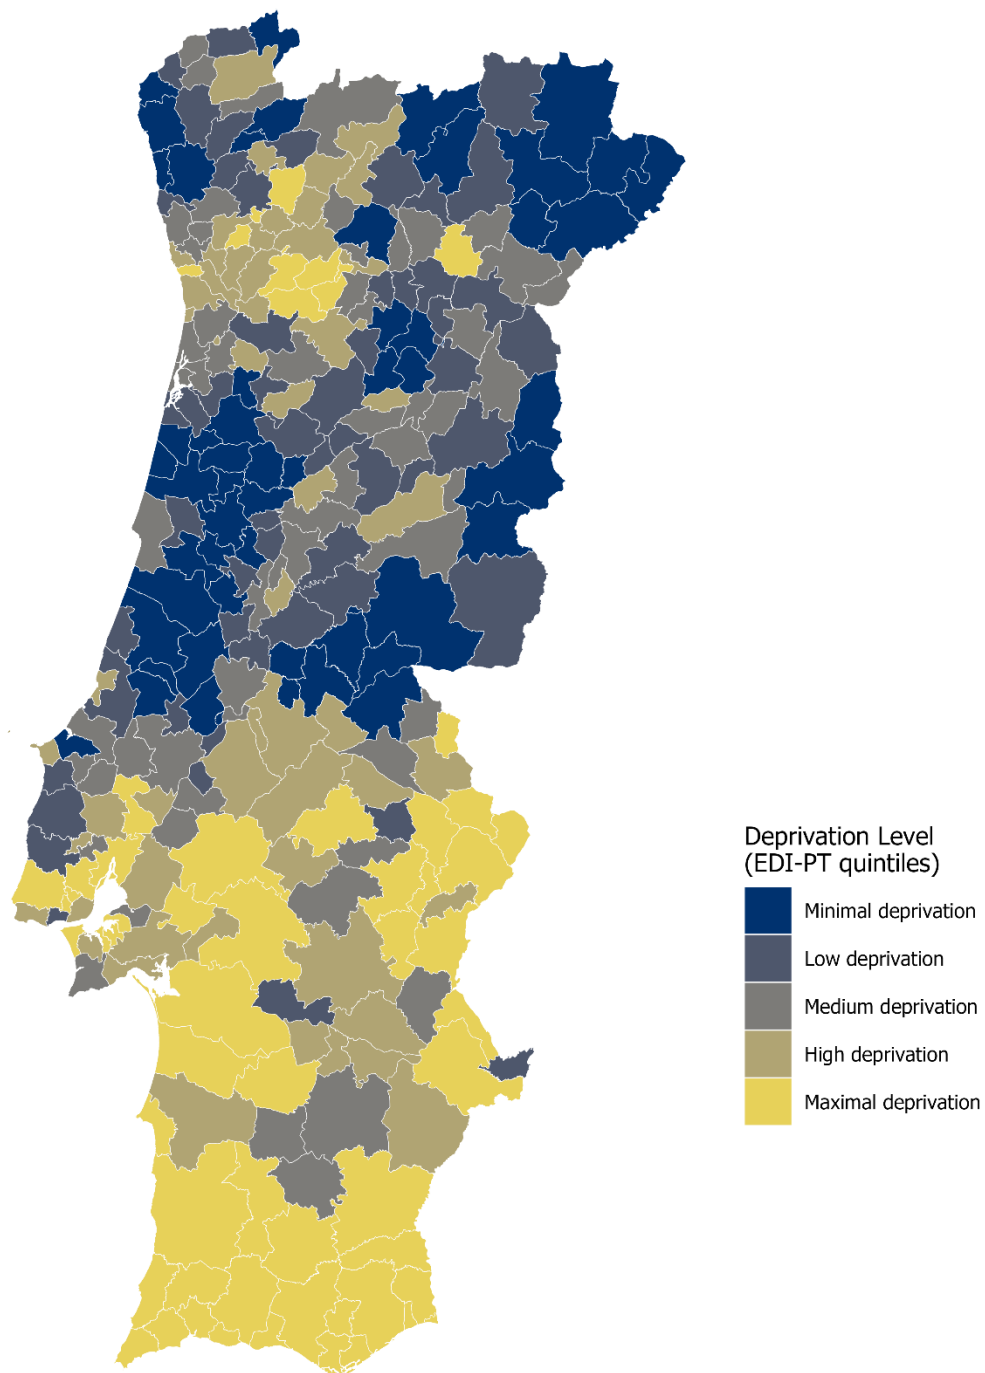 Deprivation Level
(EDI-PT quintiles)
Minimal deprivation
Low deprivation
Medium deprivation
High deprivation
Maximal deprivation